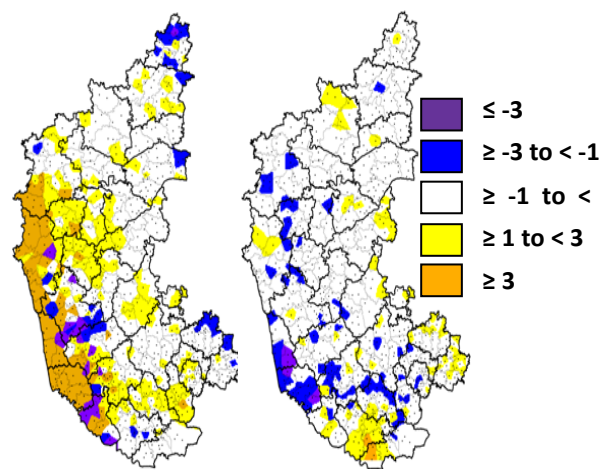 ≤ -3
≥ -3 to < -1
≥ -1 to <
≥ 1 to < 3
≥ 3